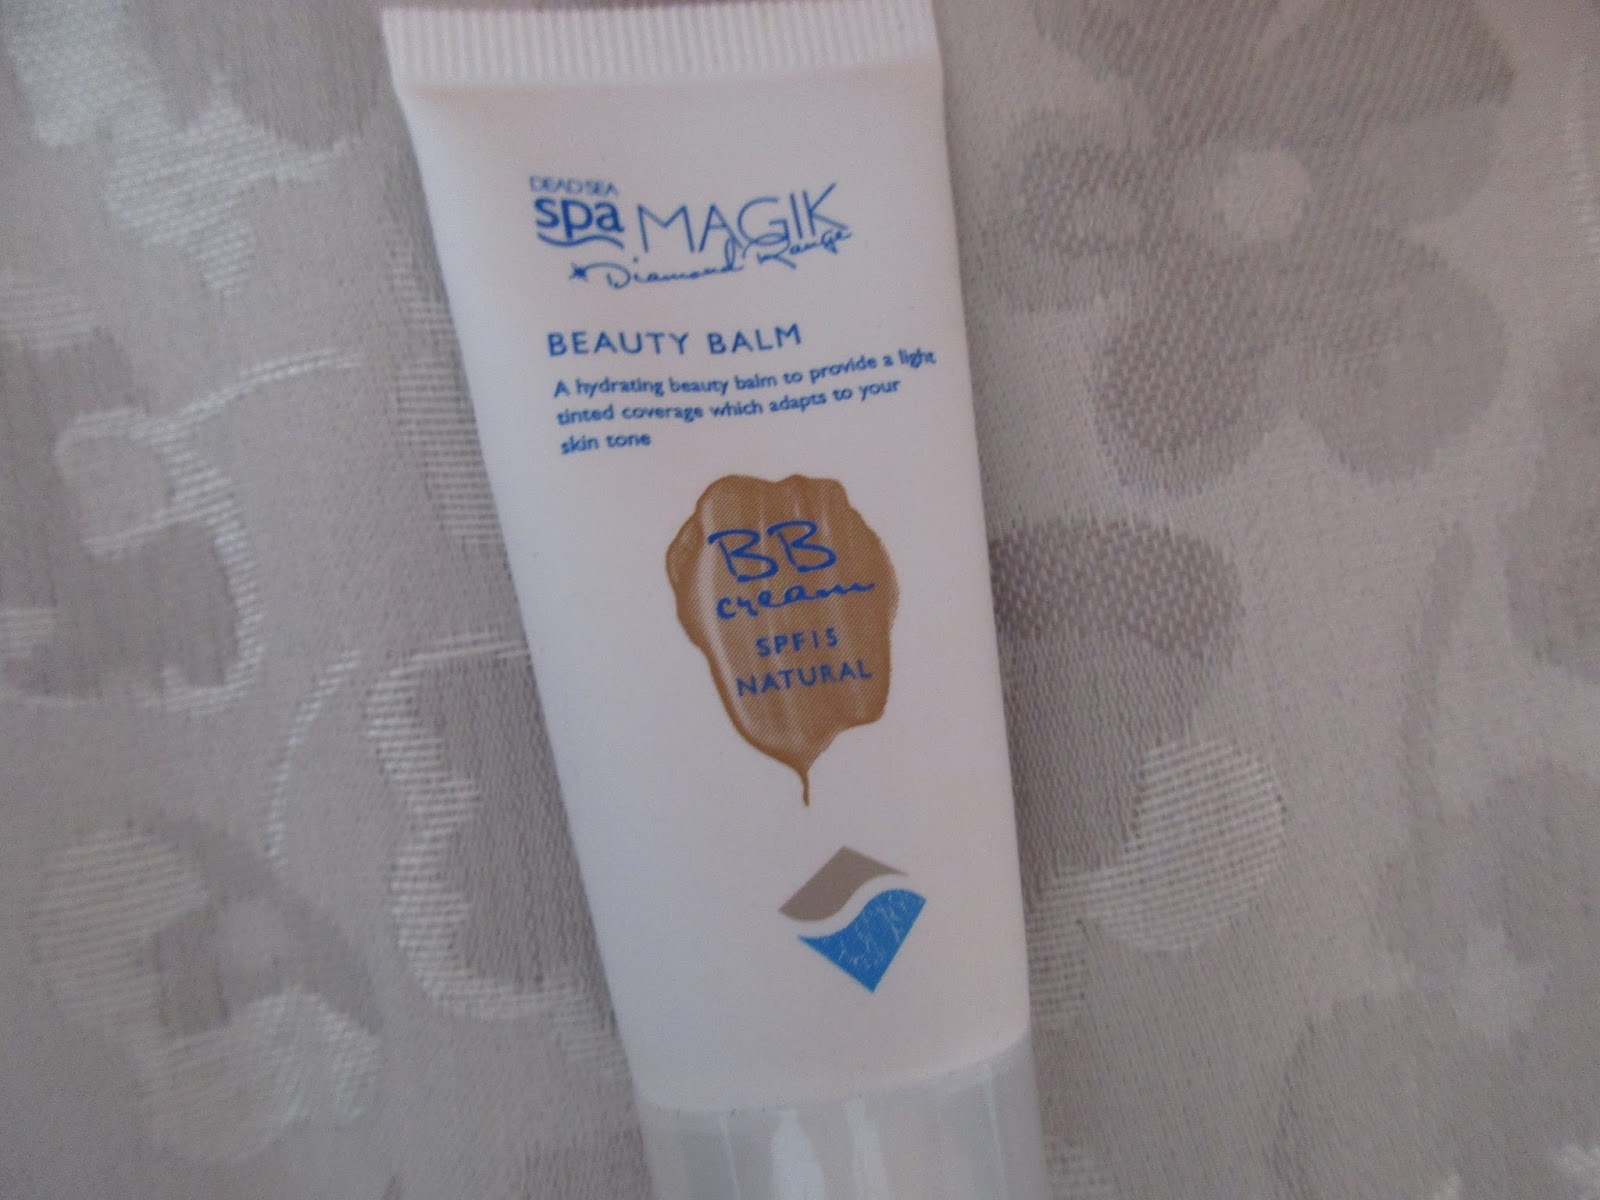 DEAD SEA
spa MAGIK
Diamond Range
BEAUTY BALM
A hydrating beauty balm to provide a light
tinted coverage which adapts to your
skin tone
BB
cream
SPF15
NATURAL